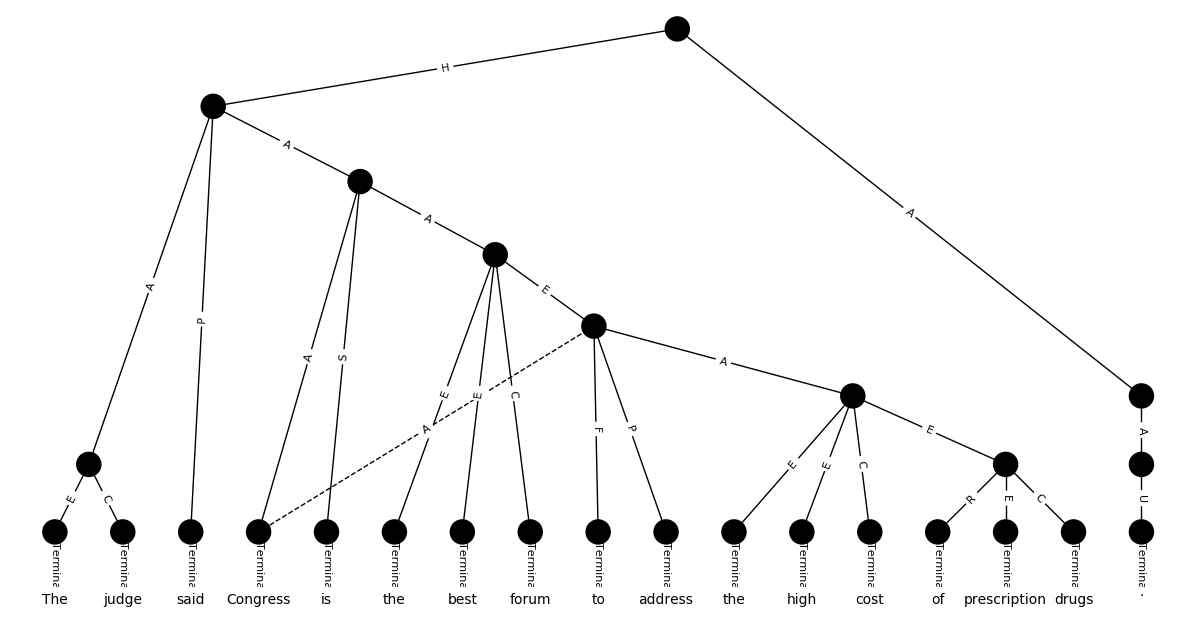 H
A
A
A
A
P
E
A
A
S
E
E
C
A
F
P
E
E
C
E
R
E
C
A
U
E
C
Termina Termina Termina Termina Termina Termina Termina Termina Termina Termina Termina Termina Termina Termina Termina Termina Termina
The judge said Congress is the best forum to address the high cost of prescription drugs .